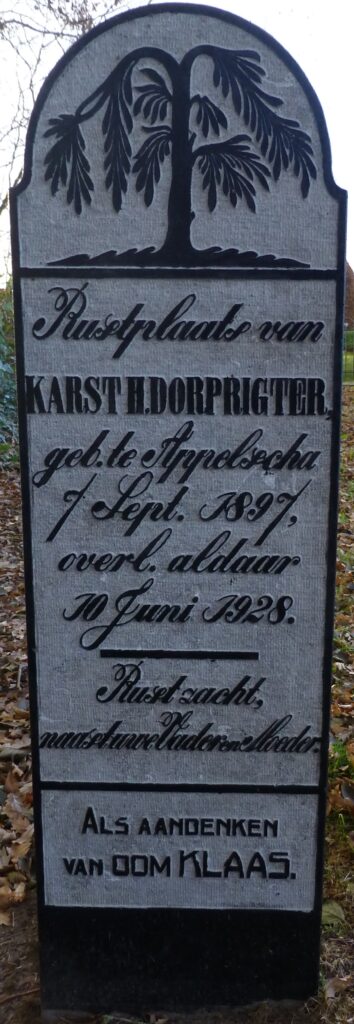 Rustplaats van
KARST H. DORPRIGTER,
geb. te Appelscha
7 Sept. 1897,
overl. aldaar
10 Juni 1928.
Rust zacht,
naast uwe Vader en Moeder.
ALS AANDENKEN
VAN OOM KLAAS.